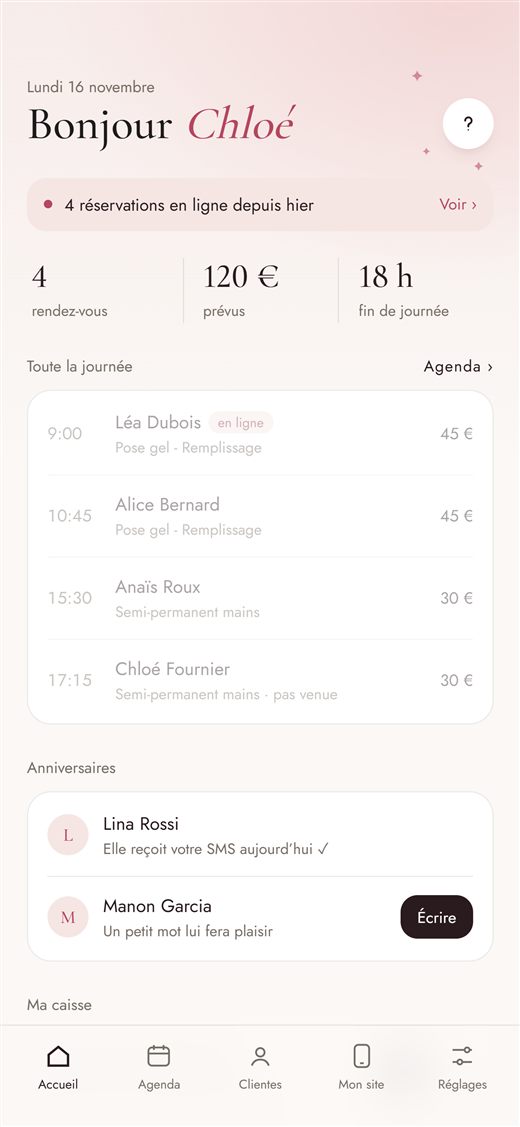 Lundi 16 novembre
Bonjour Chloé
?
4 réservations en ligne depuis hier
Voir ›
4
rendez-vous
120 €
prévus
18 h
fin de journée
Toute la journée
Agenda ›
9:00
Léa Dubois
en ligne
Pose gel - Remplissage
45 €
10:45
Alice Bernard
Pose gel - Remplissage
45 €
15:30
Anaïs Roux
Semi-permanent mains
30 €
17:15
Chloé Fournier
Semi-permanent mains · pas venue
30 €
Anniversaires
L
Lina Rossi
Elle reçoit votre SMS aujourd’hui ✓
M
Manon Garcia
Un petit mot lui fera plaisir
Écrire
Ma caisse
Accueil
Agenda
Clientes
Mon site
Réglages